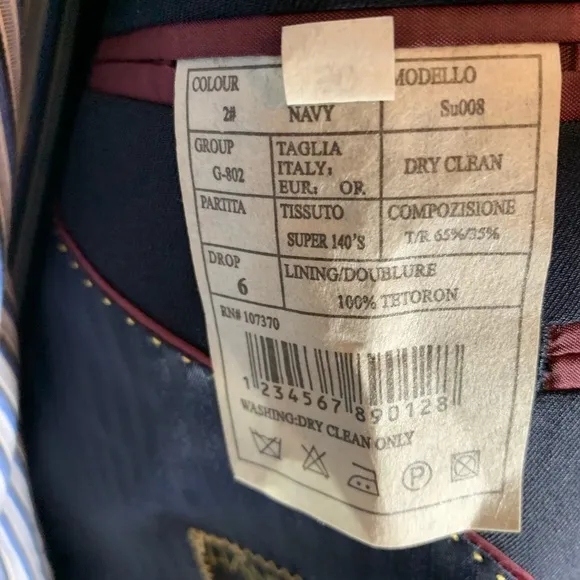 COLOUR
2#
NAVY
MODELLO
Su008
GROUP
G-802
TAGLIA
ITALY:
EUR: OR.
DRY CLEAN
PARTITA
TISSUTO
SUPER 140'S
COMPOZISIONE
T/R 65%/35%
DROP
6
LINING/DOUBLURE
100% TETORON
RN# 107370
1 234567 890128
WASHING:DRY CLEAN ONLY
P